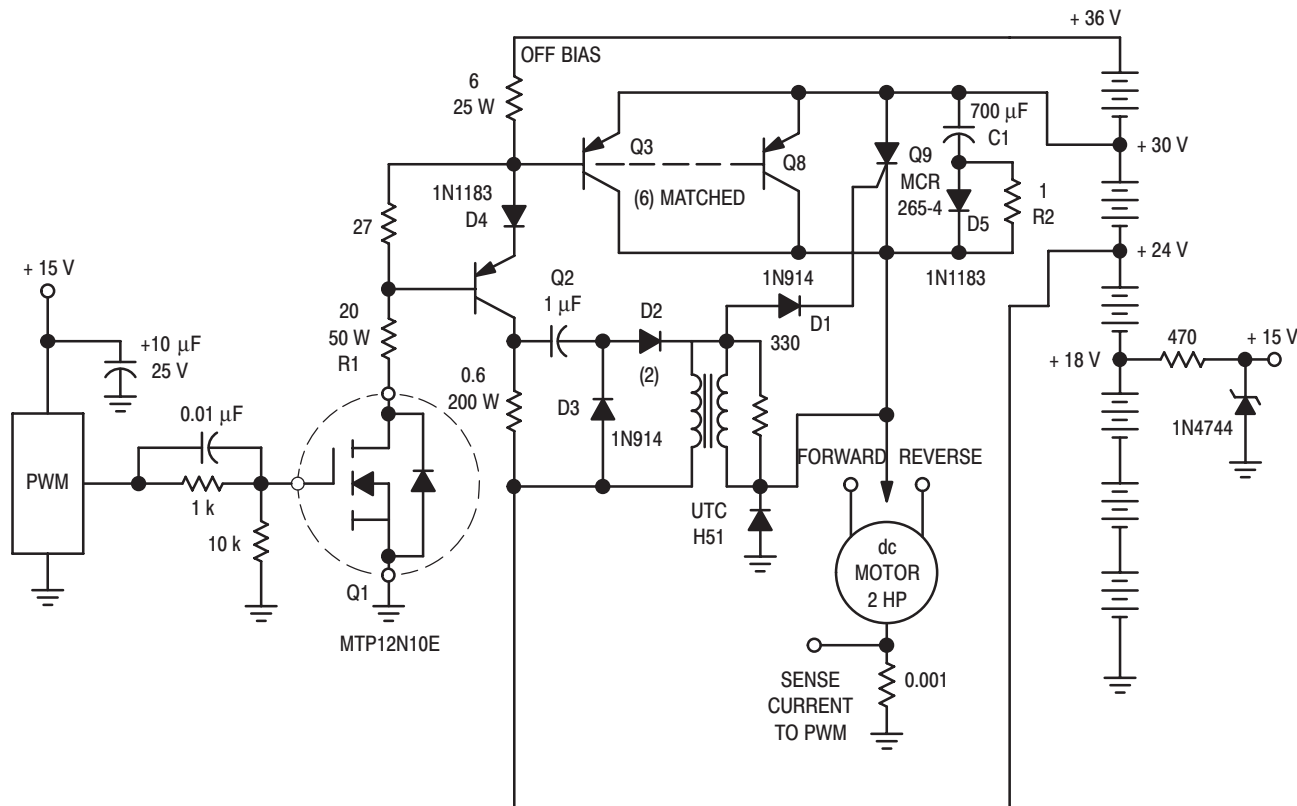 + 36 V
OFF BIAS
6
25 W
700 µF
C1
Q3
Q8
Q9
MCR
265-4
+ 30 V
1N1183
D4
(6) MATCHED
D5
1
R2
27
+ 24 V
1N914
1N1183
+ 15 V
Q2
1 µF
D2
D1
20
50 W
R1
330
+10 µF
25 V
+ 18 V
470
+ 15 V
0.6
200 W
(2)
D3
1N914
1N4744
0.01 µF
FORWARD
REVERSE
PWM
1 k
UTC
H51
10 k
dc
MOTOR
2 HP
Q1
MTP12N10E
SENSE
CURRENT
TO PWM
0.001